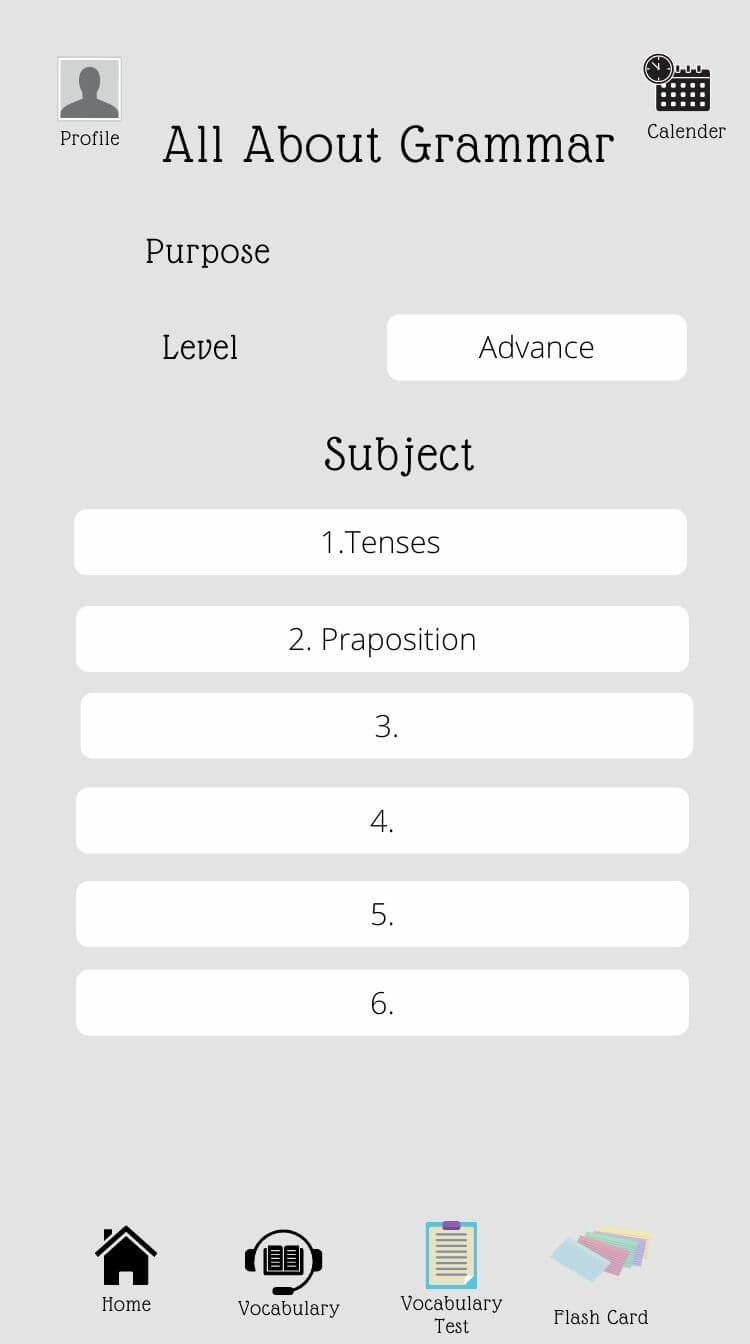 Profile
Calender
All About Grammar
Purpose
Level
Advance
Subject
1.Tenses
2. Praposition
3.
4.
5.
6.
Home
Vocabulary
Vocabulary
Test
Flash Card